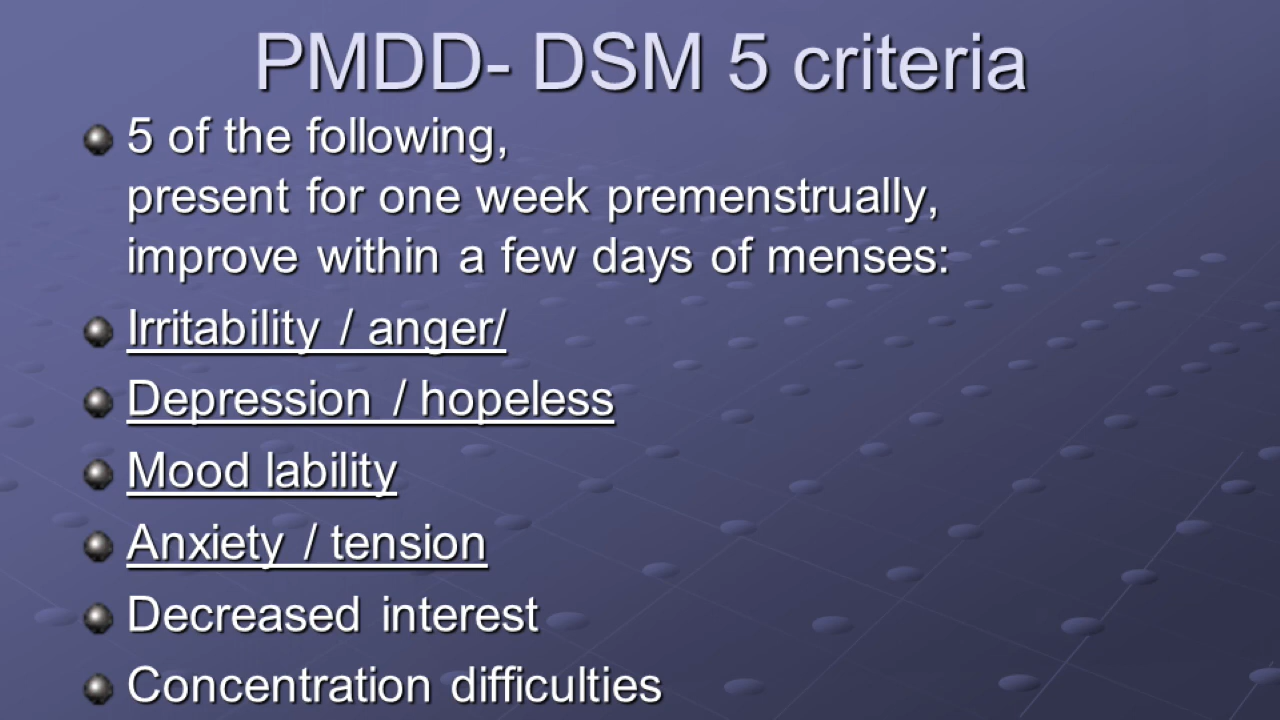 PMDD- DSM 5 criteria
5 of the following,
present for one week premenstrually,
improve within a few days of menses:
Irritability / anger/
Depression / hopeless
Mood lability
Anxiety / tension
Decreased interest
Concentration difficulties